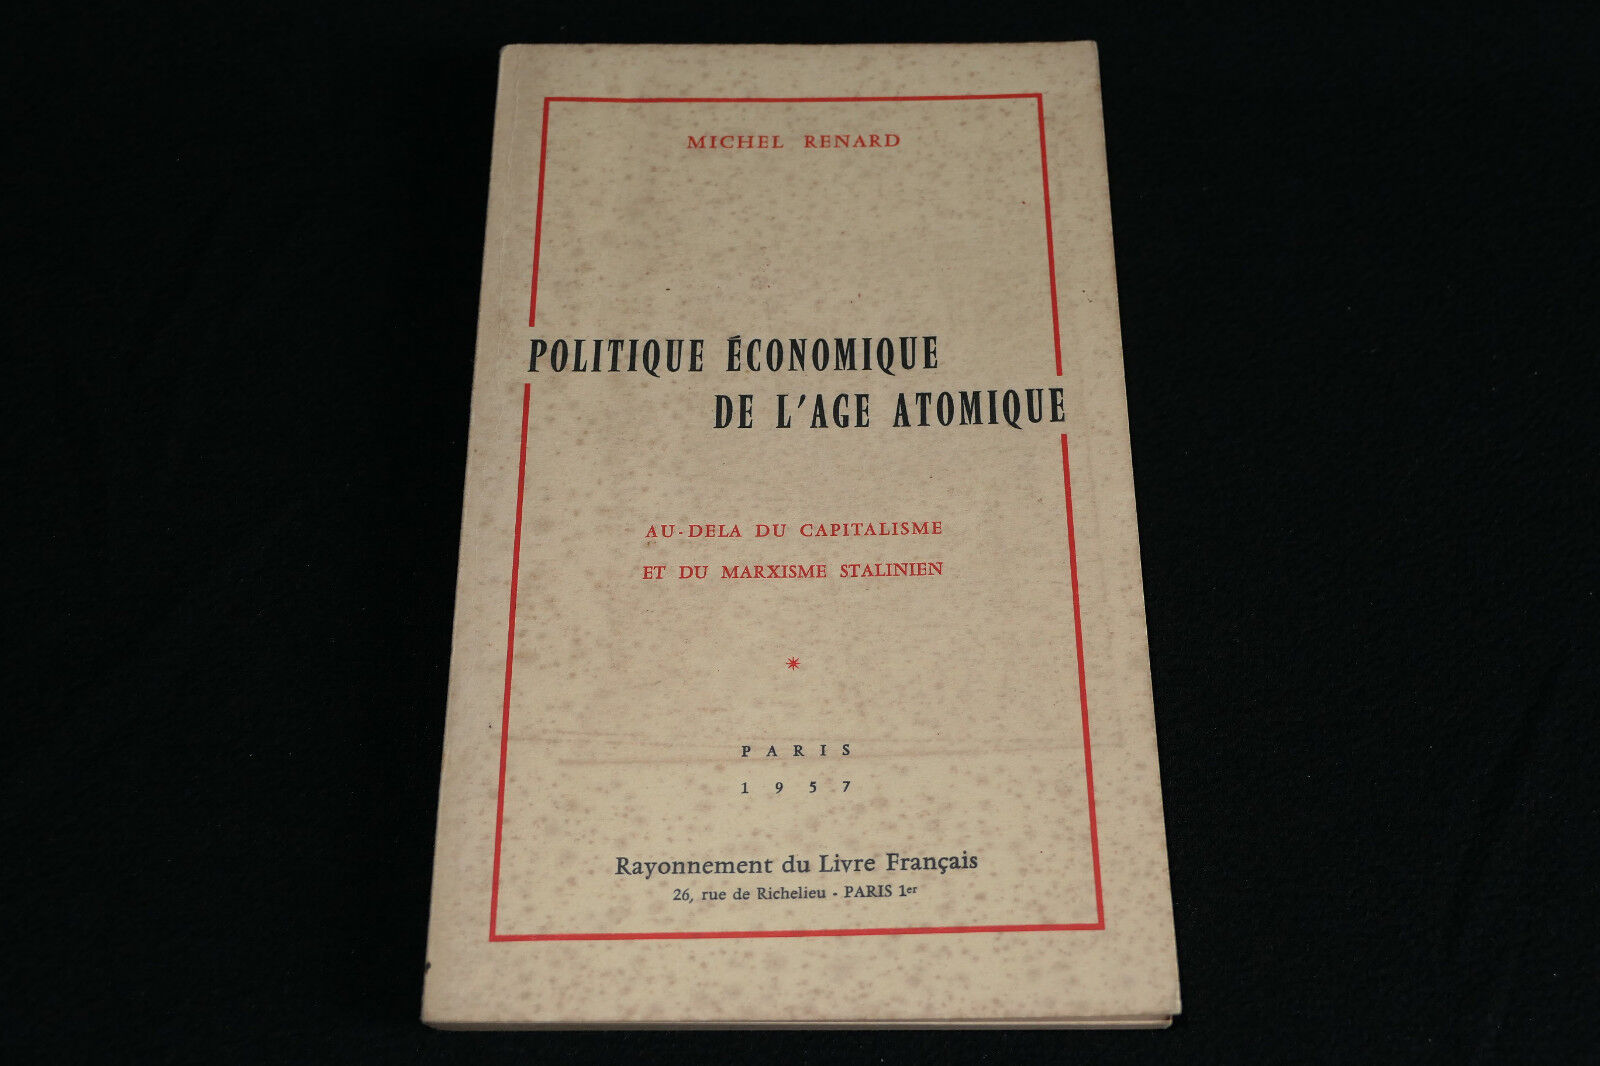 MICHEL RENARD
POLITIQUE ÉCONOMIQUE
DE L'AGE ATOMIQUE
AU-DELA DU CAPITALISME
ET DU MARXISME STALINIEN
PARIS
1957
Rayonnement du Livre Français
26, rue de Richelieu - PARIS 1er